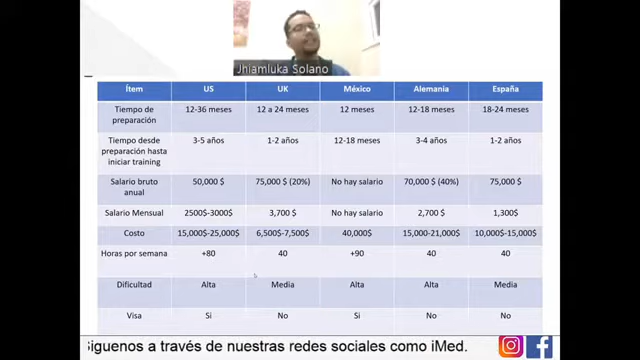 Jhiamluka Solano
Ítem US UK México Alemania España
Tiempo de preparación 12-36 meses 12 a 24 meses 12 meses 12-18 meses 18-24 meses
Tiempo desde preparación hasta iniciar training 3-5 años 1-2 años 12-18 meses 3-4 años 1-2 años
Salario bruto anual 50,000 $ 75,000 $ (20%) No hay salario 70,000 $ (40%) 75,000 $
Salario Mensual 2500$-3000$ 3,700 $ No hay salario 2,700 $ 1,300$
Costo 15,000$-25,000$ 6,500$-7,500$ 40,000$ 15,000-21,000$ 10,000$-15,000$
Horas por semana +80 40 +90 40 40
Dificultad Alta Media Alta Alta Media
Visa Si No Si No No
Síguenos a través de nuestras redes sociales como iMed.